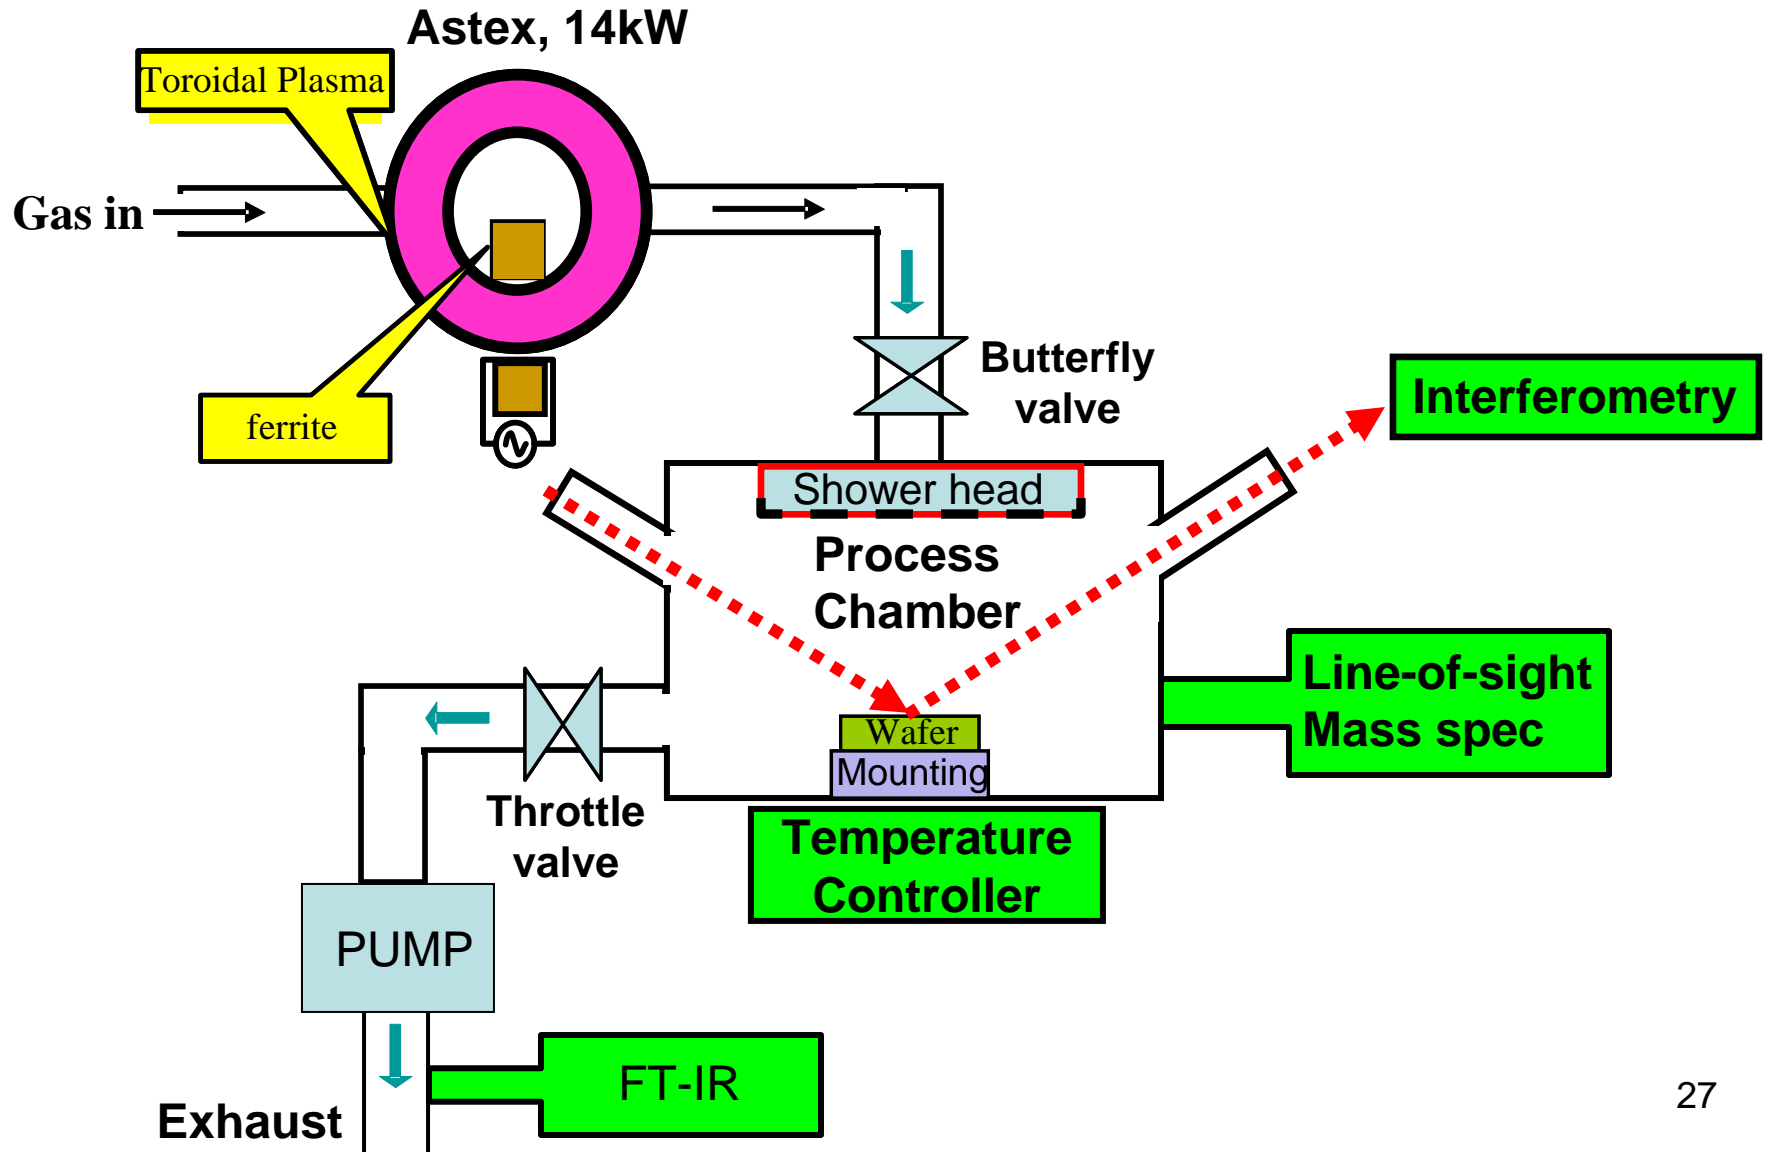 Astex, 14kW
Toroidal Plasma
Gas in
ferrite
Butterfly
valve
Interferometry
Shower head
Process
Chamber
Line-of-sight
Mass spec
Wafer
Mounting
Throttle
valve
Temperature
Controller
PUMP
FT-IR
Exhaust
27